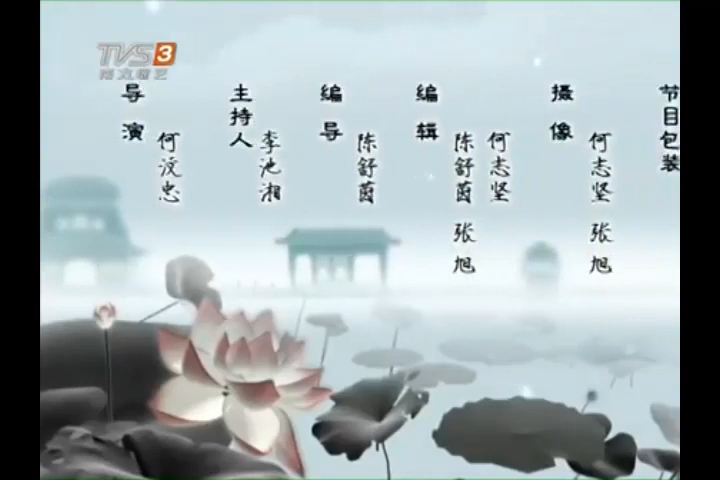 TVS3
南方综艺
导演
何汶忠
主持人
李池湘
编导
陈舒茵
编辑
陈舒茵 张旭
何志坚
摄像
何志坚 张旭
节目包装